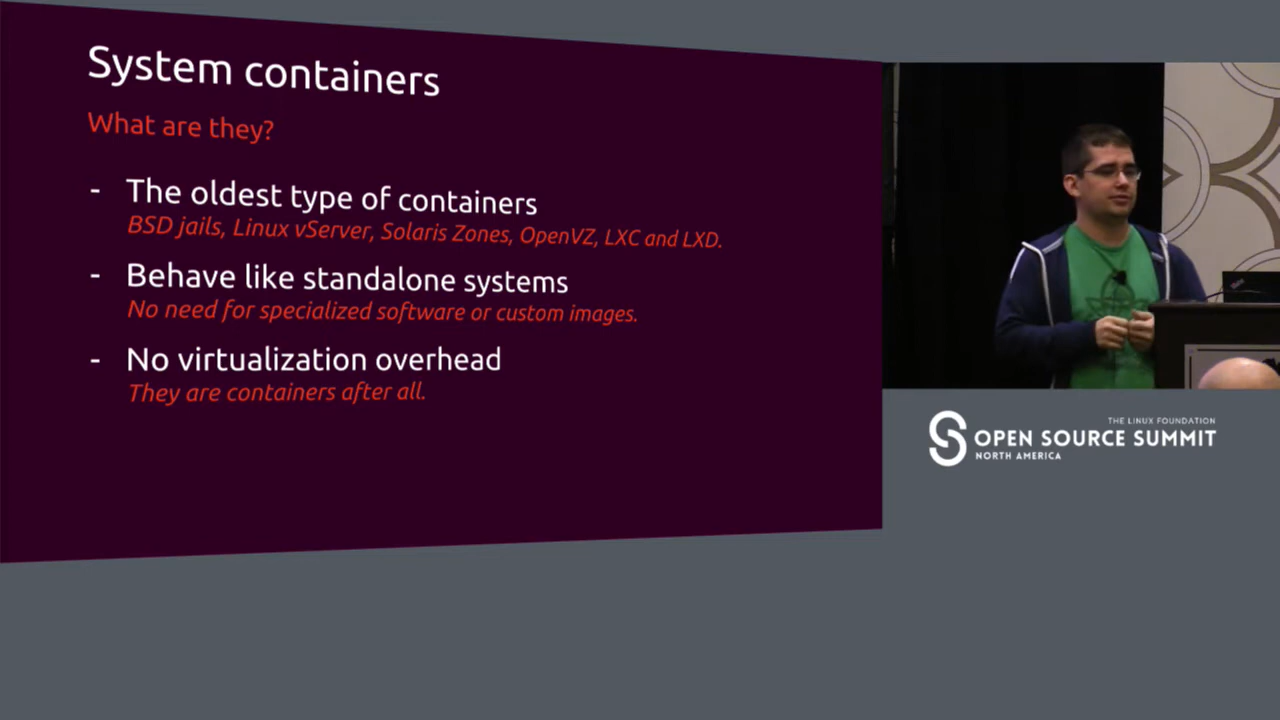 System containers
What are they?
- The oldest type of containers
BSD jails, Linux vServer, Solaris Zones, OpenVZ, LXC and LXD.
- Behave like standalone systems
No need for specialized software or custom images.
- No virtualization overhead
They are containers after all.
THE LINUX FOUNDATION
OPEN SOURCE SUMMIT
NORTH AMERICA